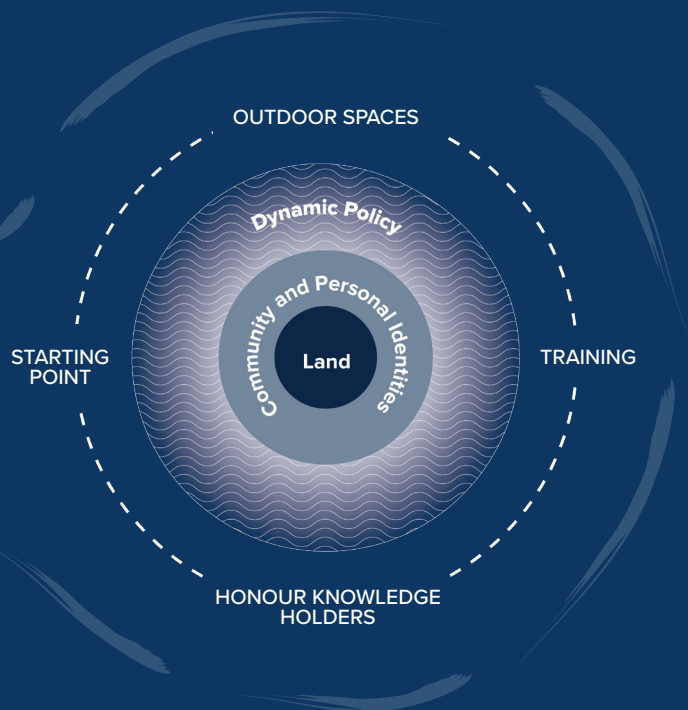 OUTDOOR SPACES
Dynamic Policy
Community and Personal Identities
Land
STARTING
POINT
TRAINING
HONOUR KNOWLEDGE
HOLDERS